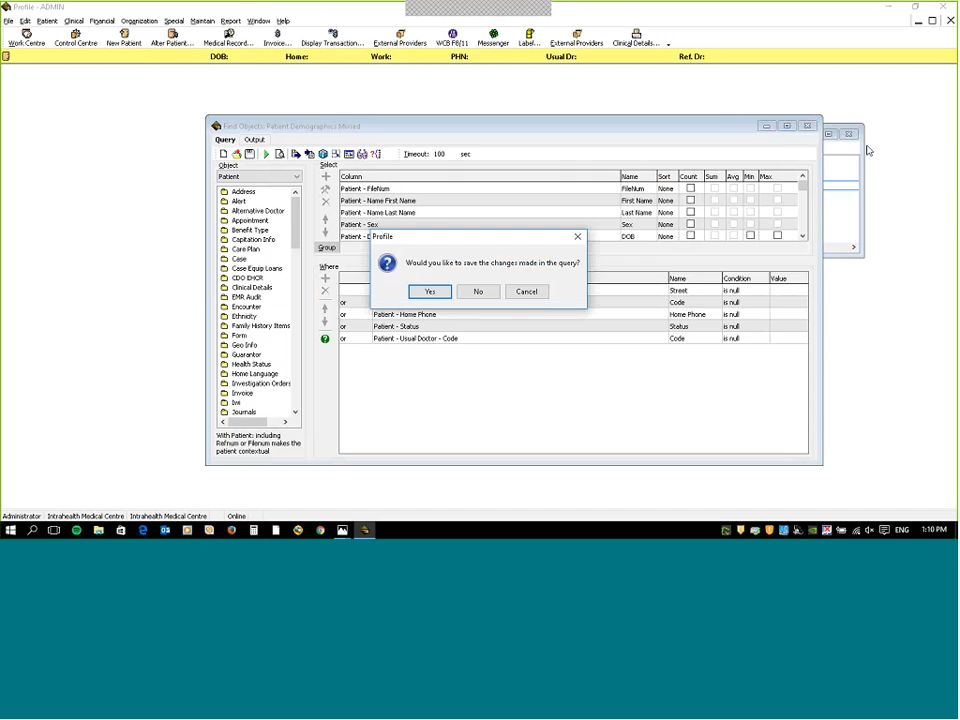 Profile - ADMIN
File Edit Patient Clinical Financial Organization Special Maintain Report Window Help
Work Centre Control Centre New Patient Alter Patient... Medical Record... Invoice... Display Transaction... External Providers WCB F8/11 Messenger Label... External Providers Clinical Details...
DOB: Home: Work: PHN: Usual Dr: Ref. Dr:
Find Objects: Patient Demographics Missed
Query Output
Timeout: 100 sec
Object
Select
Patient
Column Name Sort Count Sum Avg Min Max
Patient - FileNum FileNum None
Patient - Name First Name First Name None
Patient - Name Last Name Last Name None
Patient - Sex Sex None
DOB None
Address
Alert
Alternative Doctor
Appointment
Benefit Type
Capitation Info
Care Plan
Case
Case Equip Loans
CDO EHCR
Clinical Details
EMR Audit
Encounter
Ethnicity
Family History Items
Form
Geo Info
Guarantor
Health Status
Home Language
Investigation Orders
Invoice
Iwi
Journals
With Patient: including
Refnum or Filenum makes the
patient contextual
Group
Where
Name Condition Value
Street is null
or Code is null
or Patient - Home Phone Home Phone is null
or Patient - Status Status is null
or Patient - Usual Doctor - Code Code is null
Profile
Would you like to save the changes made in the query?
Yes No Cancel
Administrator Intrahealth Medical Centre Intrahealth Medical Centre Online
ENG 1:10 PM